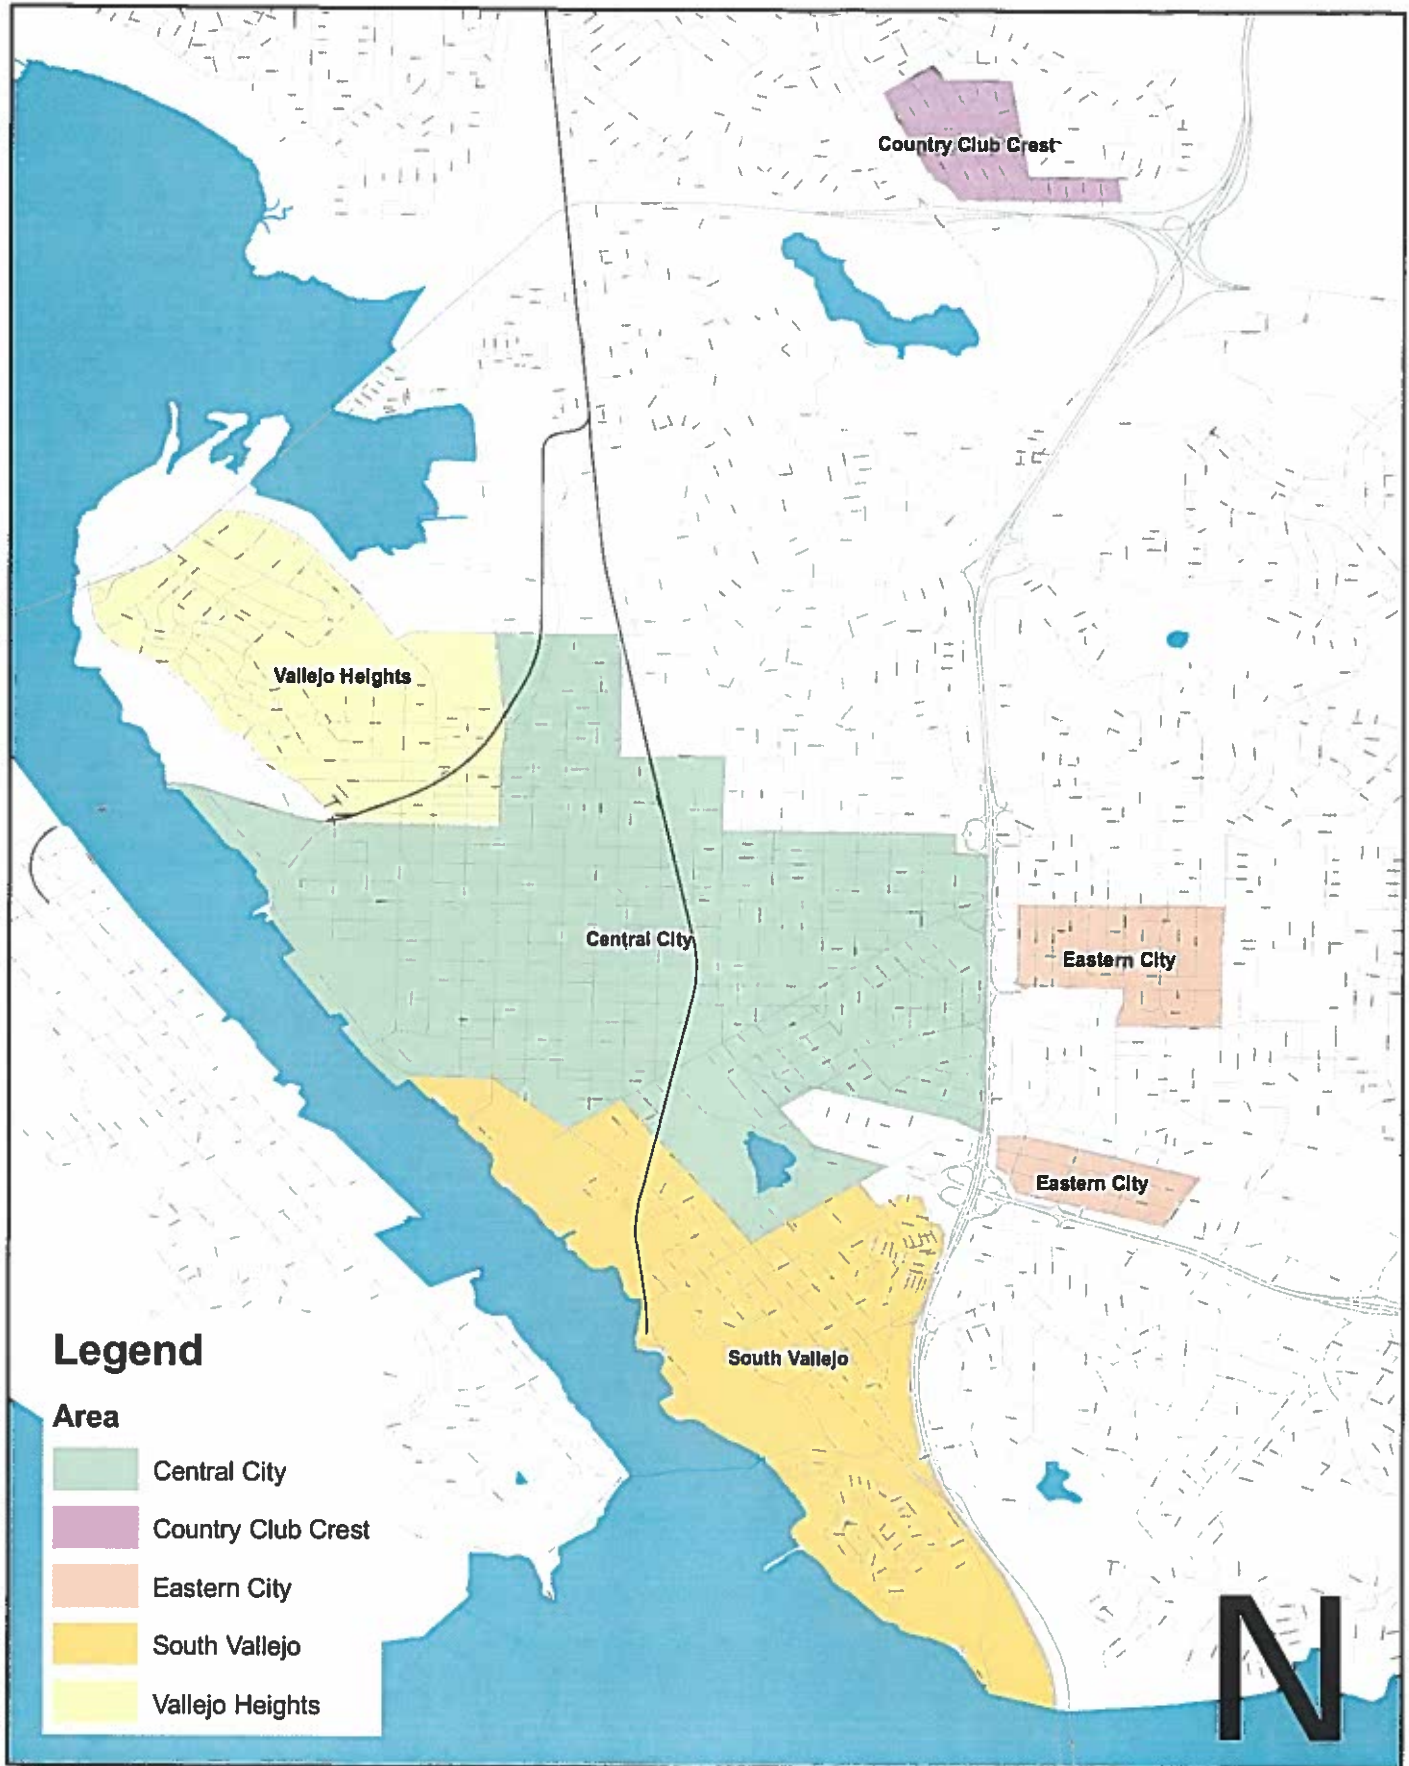 Country Club Crest
Vallejo Heights
Central City
Eastern City
Eastern City
South Vallejo
Legend
Area
Central City
Country Club Crest
Eastern City
South Vallejo
Vallejo Heights
N